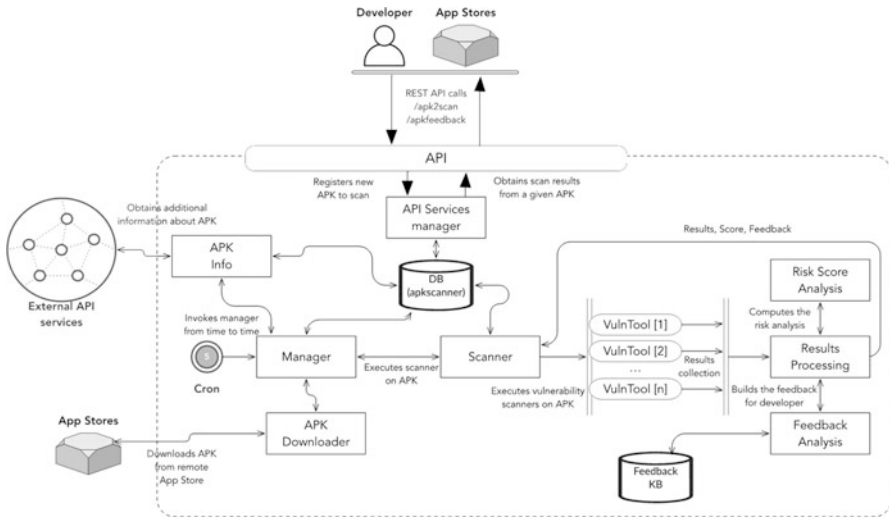 Developer
App Stores
REST API calls
/apk2scan
/apkfeedback
API
Registers new
APK to scan
Obtains scan results
from a given APK
API Services
manager
Obtains additional
information about APK
APK
Info
External API
services
DB
(apkscanner)
Results, Score, Feedback
Risk Score
Analysis
Computes the
risk analysis
Invokes manager
from time to time
S
Cron
Manager
Executes scanner
on APK
Scanner
Executes vulnerability
scanners on APK
VulnTool [1]
VulnTool [2]
...
VulnTool [n]
Results
collection
Results
Processing
Builds the feedback
for developer
Feedback
Analysis
Feedback
KB
APK
Downloader
App Stores
Downloads APK
from remote
App Store